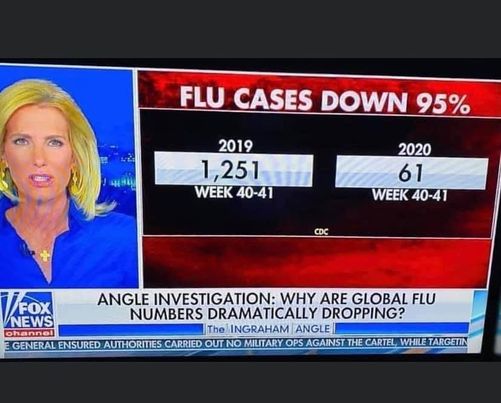 FLU CASES DOWN 95%
2019
1,251
WEEK 40-41
2020
61
WEEK 40-41
CDC
ANGLE INVESTIGATION: WHY ARE GLOBAL FLU
NUMBERS DRAMATICALLY DROPPING?
FOX
NEWS
channel
The INGRAHAM ANGLE
E GENERAL ENSURED AUTHORITIES CARRIED OUT NO MILITARY OPS AGAINST THE CARTEL, WHILE TARGETIN